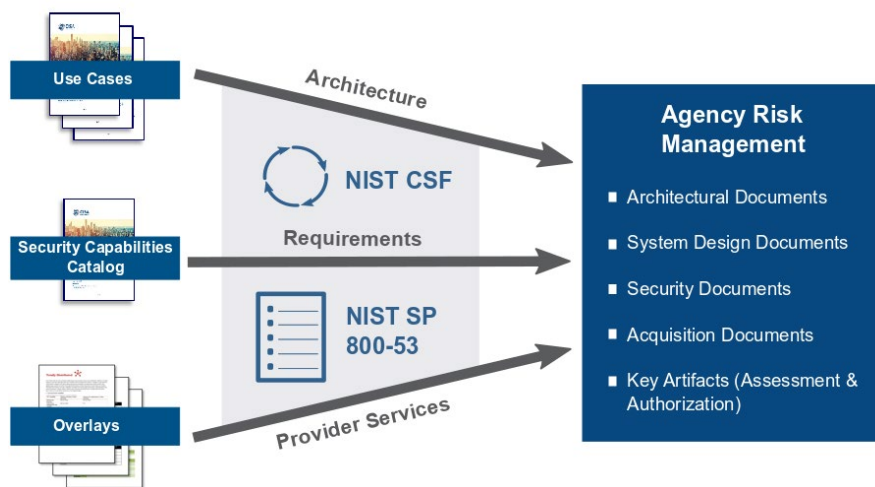 Use Cases
Security Capabilities
Catalog
Overlays
Architecture
NIST CSF
Requirements
NIST SP
800-53
Provider Services
Agency Risk
Management
Architectural Documents
System Design Documents
Security Documents
Acquisition Documents
Key Artifacts (Assessment &
Authorization)